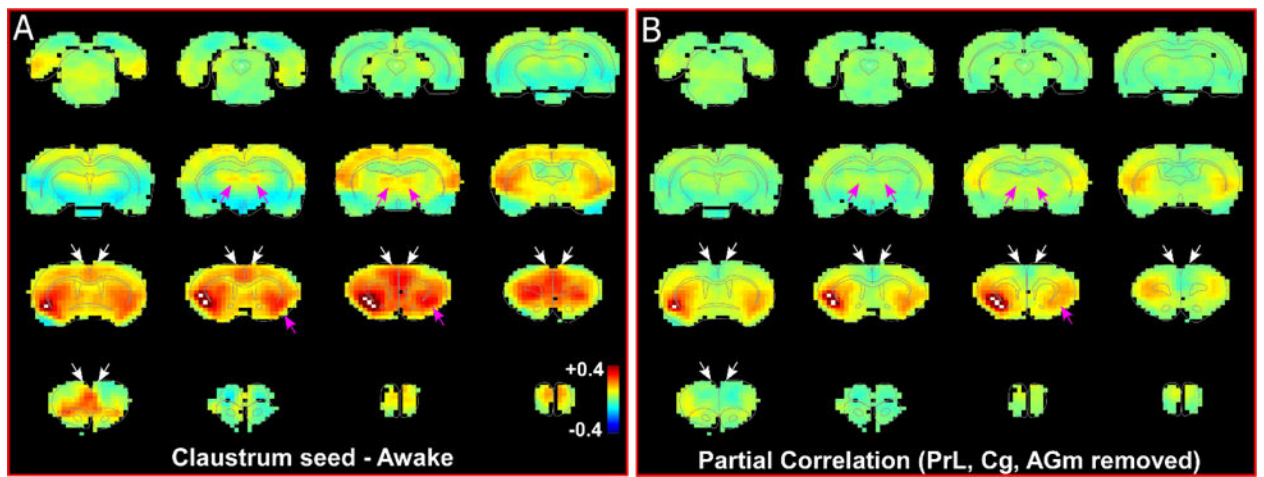 A
B
+0.4
-0.4
Claustrum seed - Awake
Partial Correlation (PrL, Cg, AGm removed)